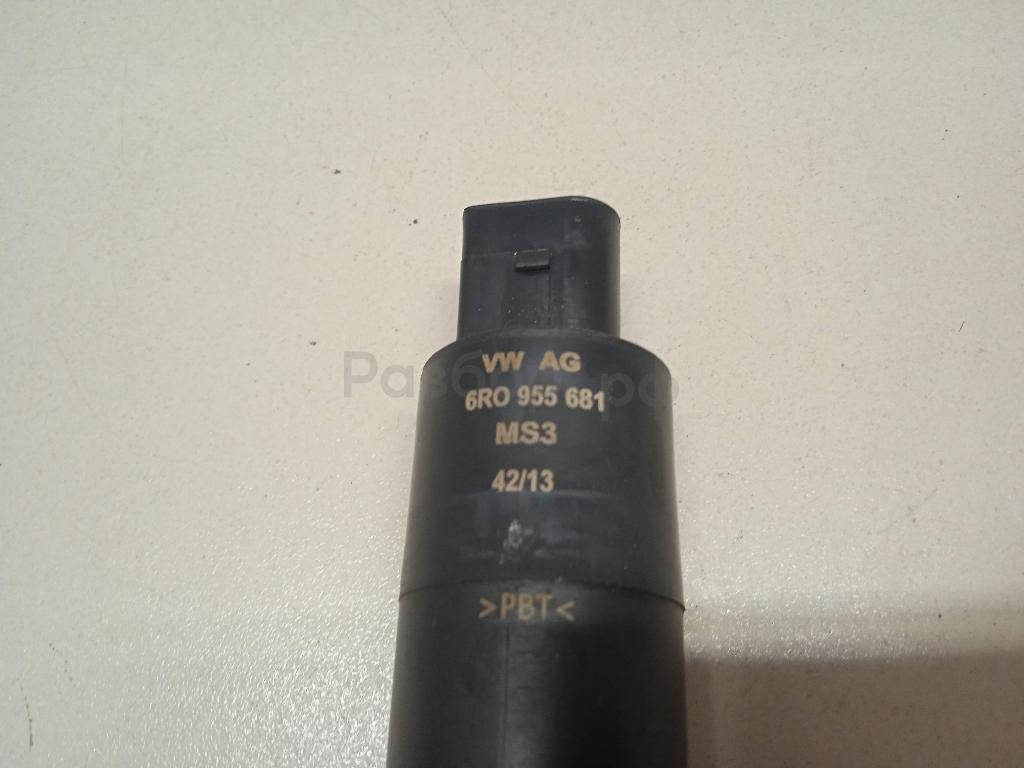 VW AG
6R0 955 681
MS3
42/13
>PBT<